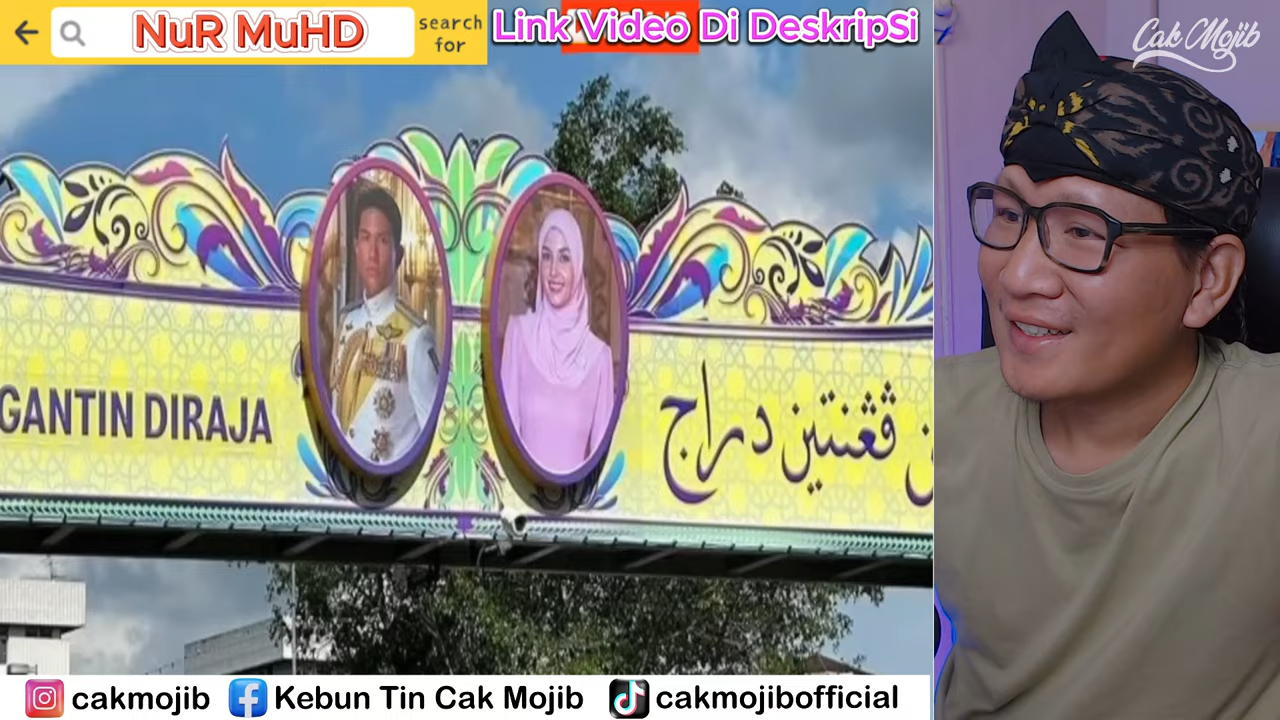 NuR MuHD
search
for
Link Video Di DeskripSi
Cak Mojib
GANTIN DIRAJA
ڤڠنتين دراج
cakmojib
Kebun Tin Cak Mojib
cakmojibofficial